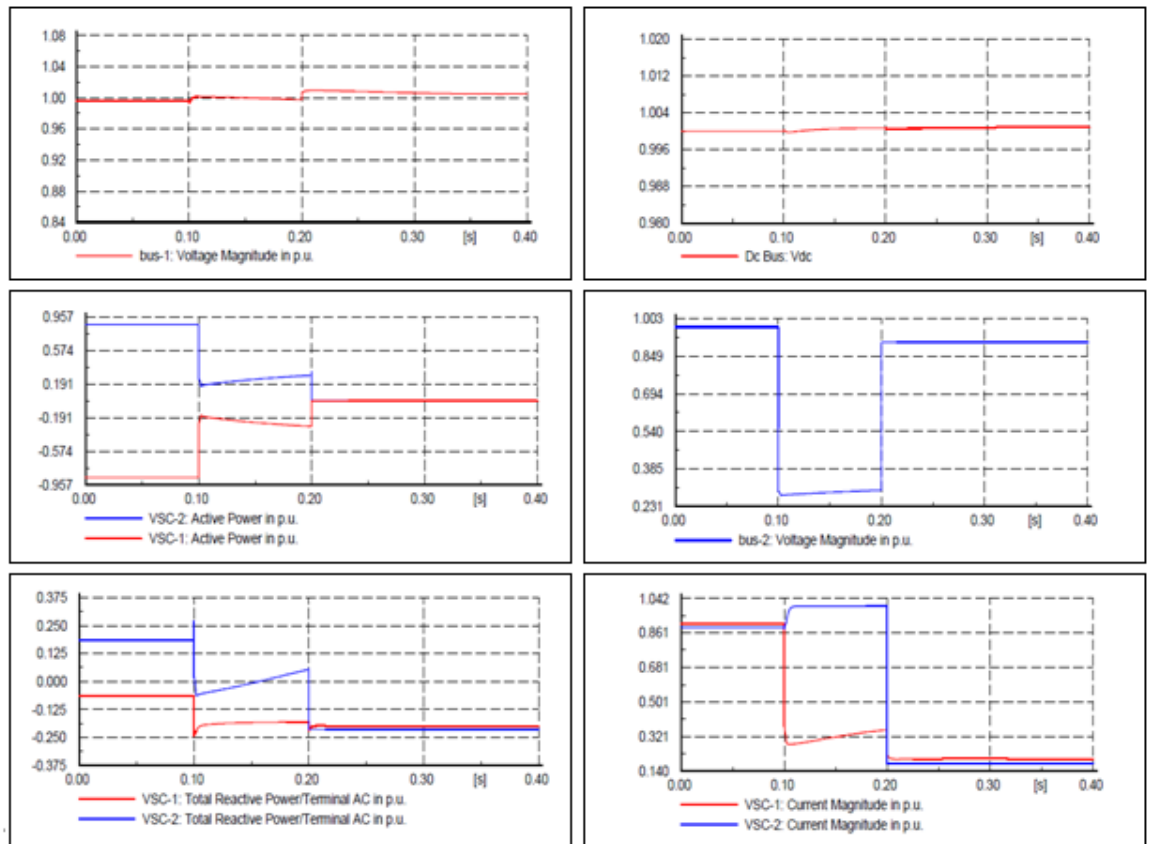 1.08
1.04
1.00
0.96
0.92
0.88
0.84
0.00 0.10 0.20 0.30 [s] 0.40
bus-1: Voltage Magnitude in p.u.
1.020
1.012
1.004
0.996
0.988
0.980
0.00 0.10 0.20 0.30 [s] 0.40
Dc Bus: Vdc
0.957
0.574
0.191
-0.191
-0.574
-0.957
0.00 0.10 0.20 0.30 [s] 0.40
VSC-2: Active Power in p.u.
VSC-1: Active Power in p.u.
1.003
0.849
0.694
0.540
0.385
0.231
0.00 0.10 0.20 0.30 [s] 0.40
bus-2: Voltage Magnitude in p.u.
0.375
0.250
0.125
0.000
-0.125
-0.250
-0.375
0.00 0.10 0.20 0.30 [s] 0.40
VSC-1: Total Reactive Power/Terminal AC in p.u.
VSC-2: Total Reactive Power/Terminal AC in p.u.
1.042
0.861
0.681
0.501
0.321
0.140
0.00 0.10 0.20 0.30 [s] 0.40
VSC-1: Current Magnitude in p.u.
VSC-2: Current Magnitude in p.u.